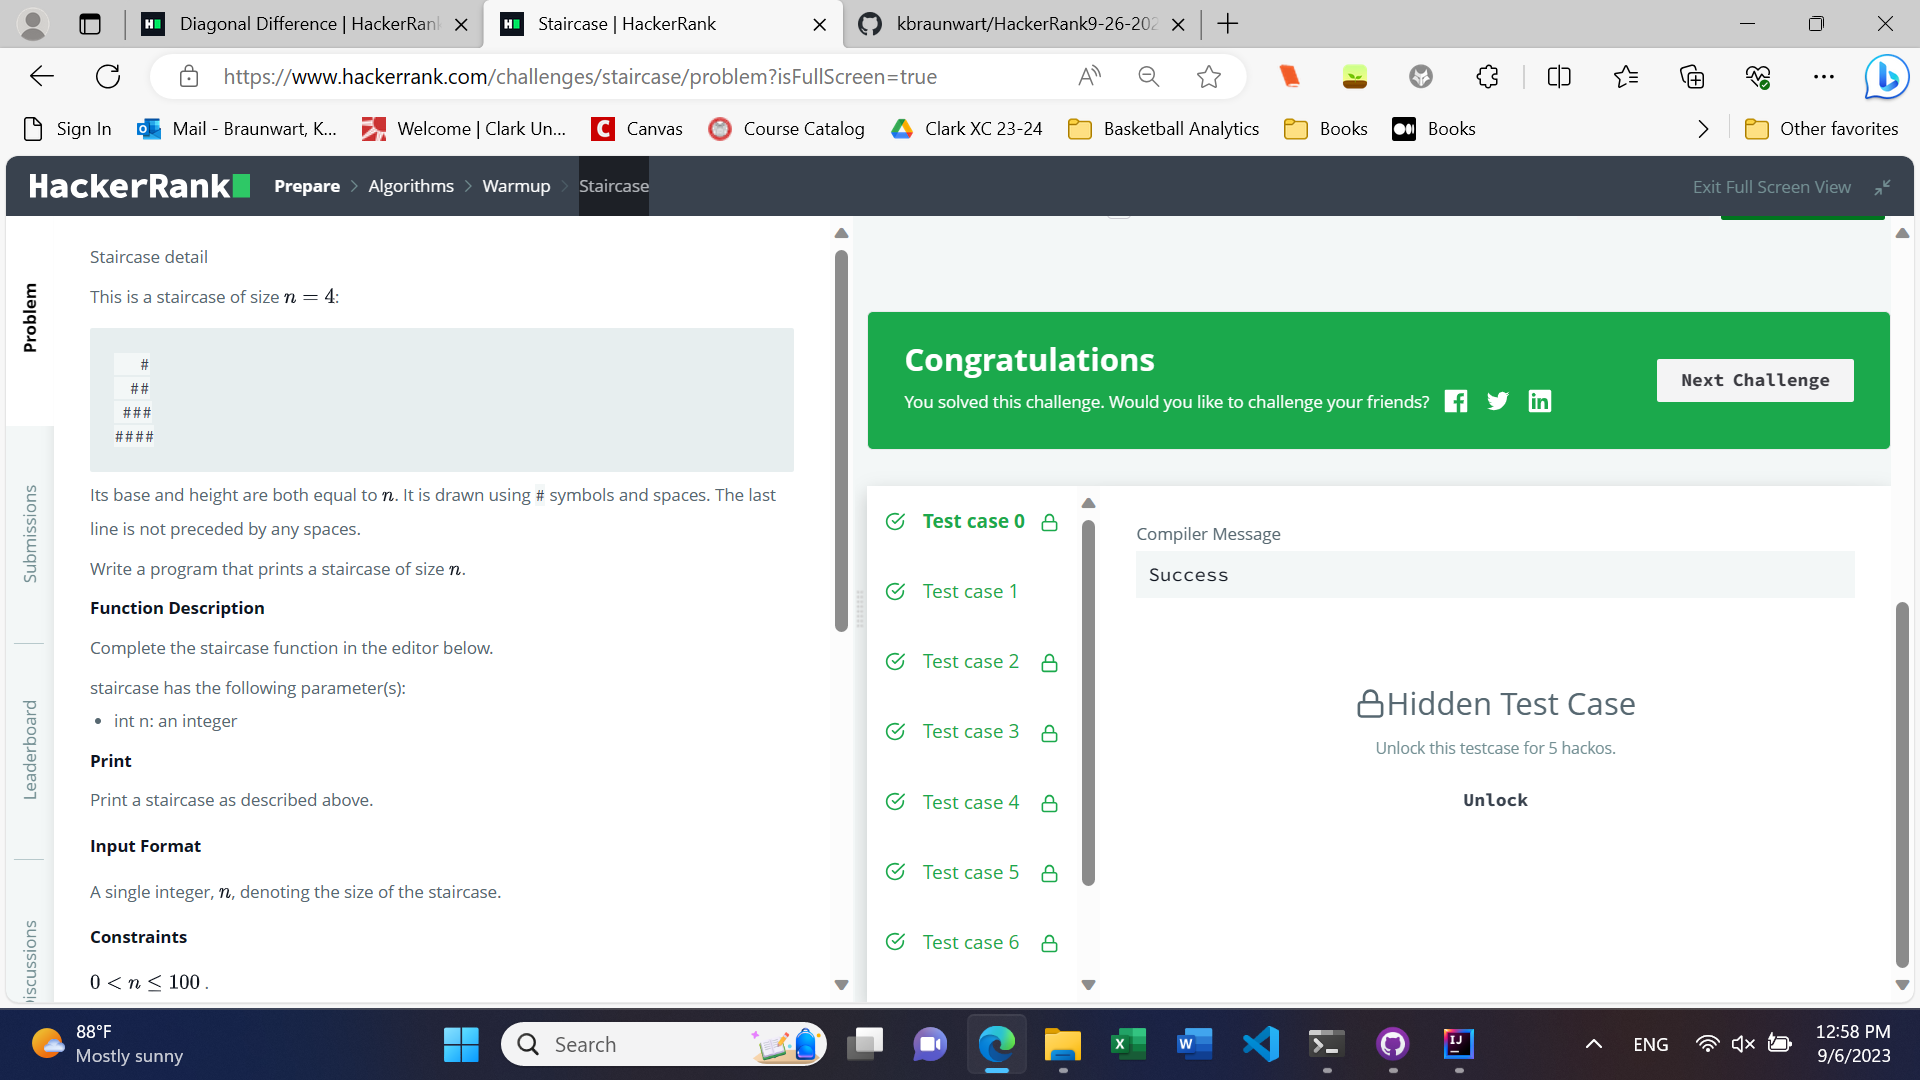 Diagonal Difference | HackerRank
Staircase | HackerRank
kbraunwart/HackerRank9-26-202
https://www.hackerrank.com/challenges/staircase/problem?isFullScreen=true
Sign In
Mail - Braunwart, K...
Welcome | Clark Un...
Canvas
Course Catalog
Clark XC 23-24
Basketball Analytics
Books
Books
Other favorites
HackerRank
Prepare
Algorithms
Warmup
Staircase
Exit Full Screen View
Problem
Submissions
Leaderboard
Discussions
Staircase detail
This is a staircase of size n = 4:
#
##
###
####
Its base and height are both equal to n. It is drawn using # symbols and spaces. The last
line is not preceded by any spaces.
Write a program that prints a staircase of size n.
Function Description
Complete the staircase function in the editor below.
staircase has the following parameter(s):
• int n: an integer
Print
Print a staircase as described above.
Input Format
A single integer, n, denoting the size of the staircase.
Constraints
0 < n ≤ 100 .
Congratulations
You solved this challenge. Would you like to challenge your friends?
Next Challenge
Test case 0
Test case 1
Test case 2
Test case 3
Test case 4
Test case 5
Test case 6
Compiler Message
Success
Hidden Test Case
Unlock this testcase for 5 hackos.
Unlock
88°F
Mostly sunny
Search
ENG
12:58 PM
9/6/2023